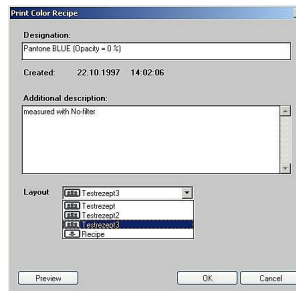 Print Color Recipe
Designation:
Pantone BLUE (Opacity = 0 %)
Created: 22.10.1997 14:02:06
Additional description:
measured with No-filter
Layout Testrezept3
Testrezept
Testrezept2
Testrezept3
Recipe
Preview OK Cancel